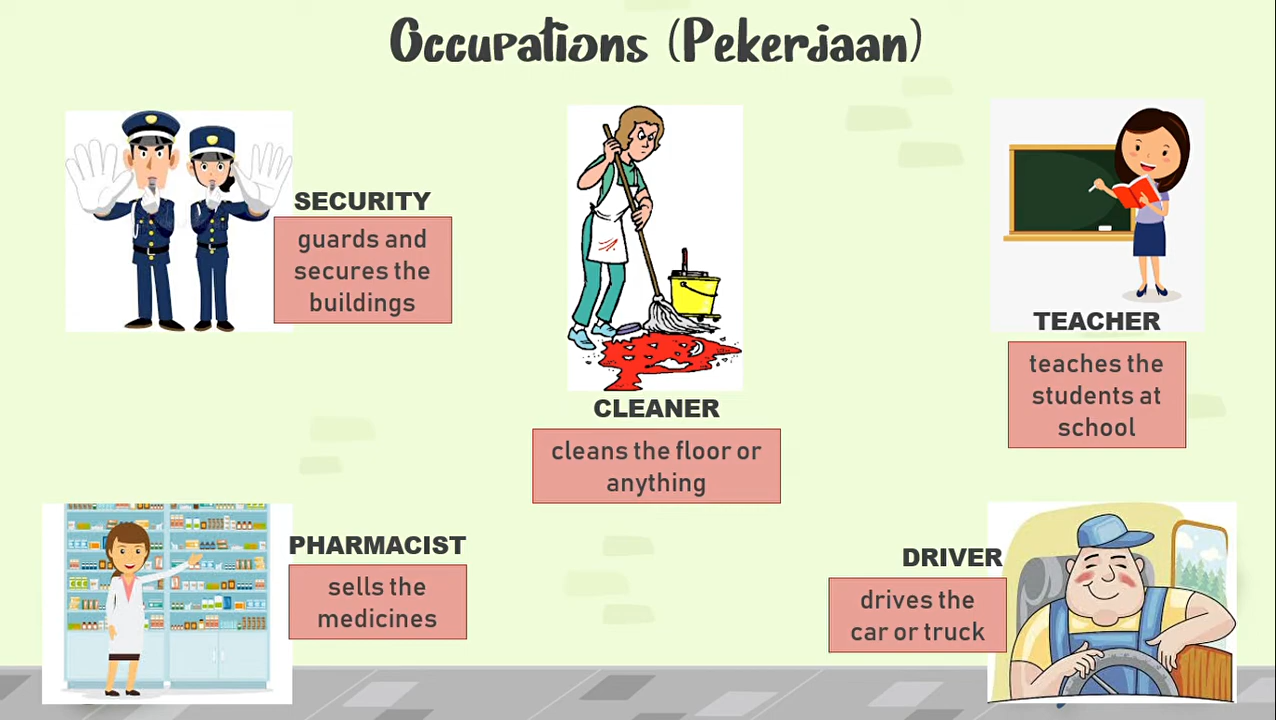 Occupations (Pekerjaan)
SECURITY
guards and
secures the
buildings
CLEANER
cleans the floor or
anything
TEACHER
teaches the
students at
school
PHARMACIST
sells the
medicines
DRIVER
drives the
car or truck